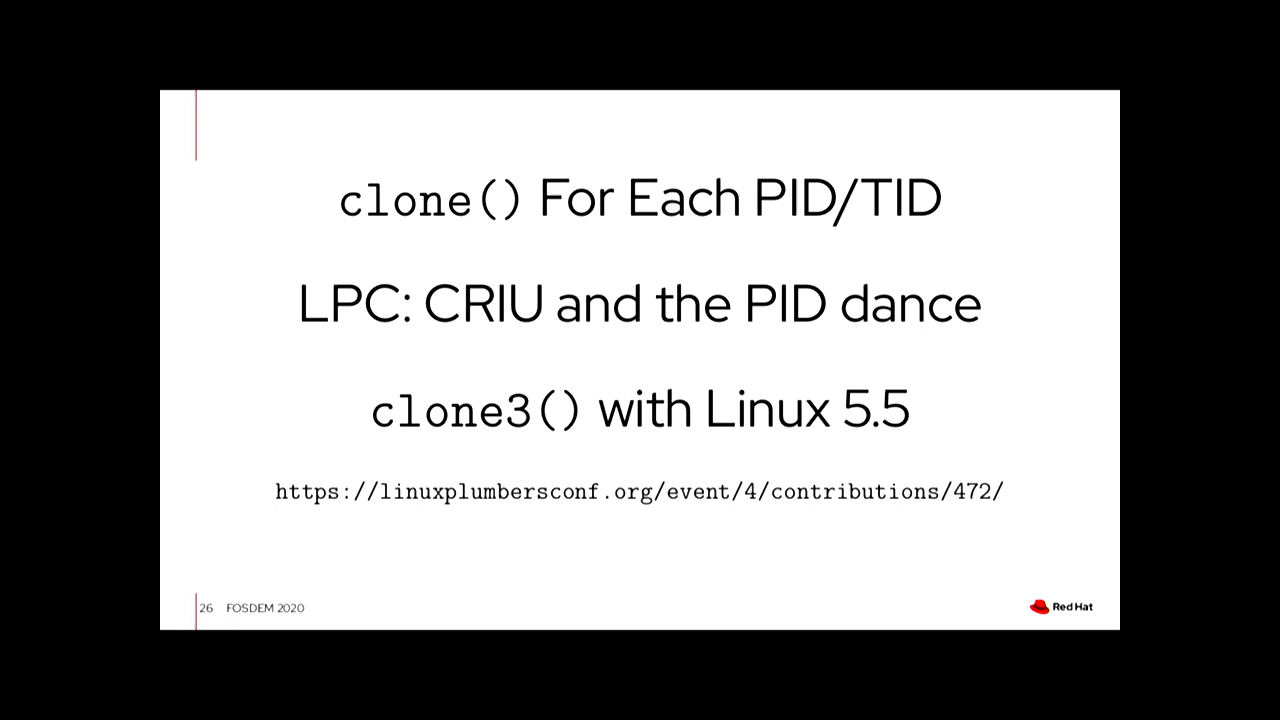 clone() For Each PID/TID
LPC: CRIU and the PID dance
clone3() with Linux 5.5
https://linuxplumbersconf.org/event/4/contributions/472/
26 FOSDEM 2020
Red Hat